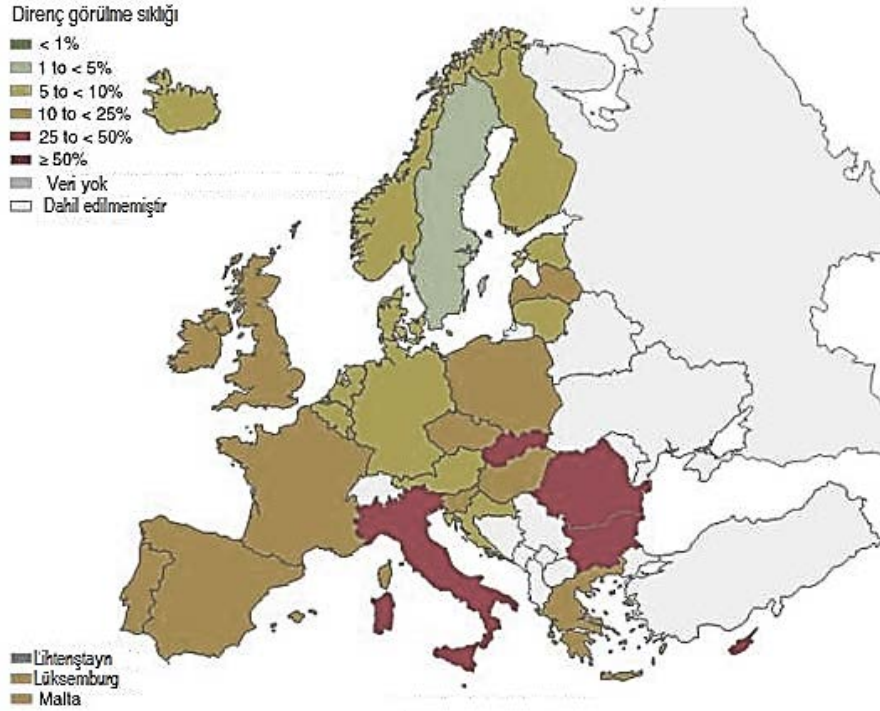 Direnç görülme sıklığı
< 1%
1 to < 5%
5 to < 10%
10 to < 25%
25 to < 50%
≥ 50%
Veri yok
Dahil edilmemiştir
Lihtenştayn
Lüksemburg
Malta